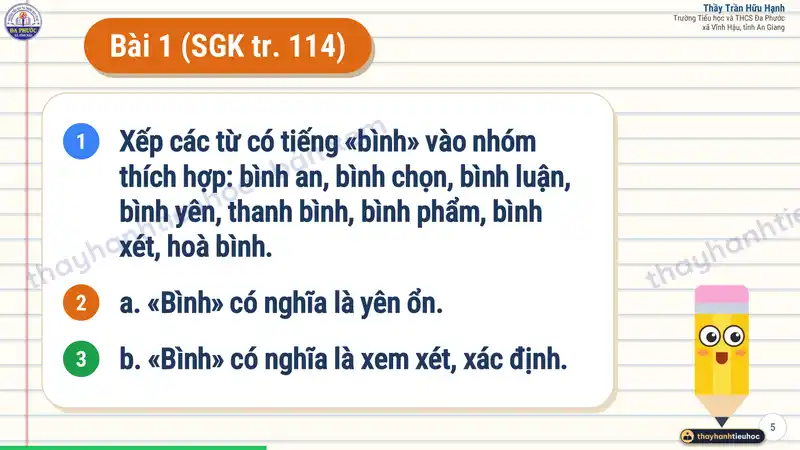 Thầy Trần Hữu Hạnh
Trường Tiểu học và THCS Đa Phước
xã Vĩnh Hậu, tỉnh An Giang
ĐA PHƯỚC
Bài 1 (SGK tr. 114)
1 Xếp các từ có tiếng «bình» vào nhóm
thích hợp: bình an, bình chọn, bình luận,
bình yên, thanh bình, bình phẩm, bình
xét, hoà bình.
2 a. «Bình» có nghĩa là yên ổn.
3 b. «Bình» có nghĩa là xem xét, xác định.
thayhanhtieuhoc
5